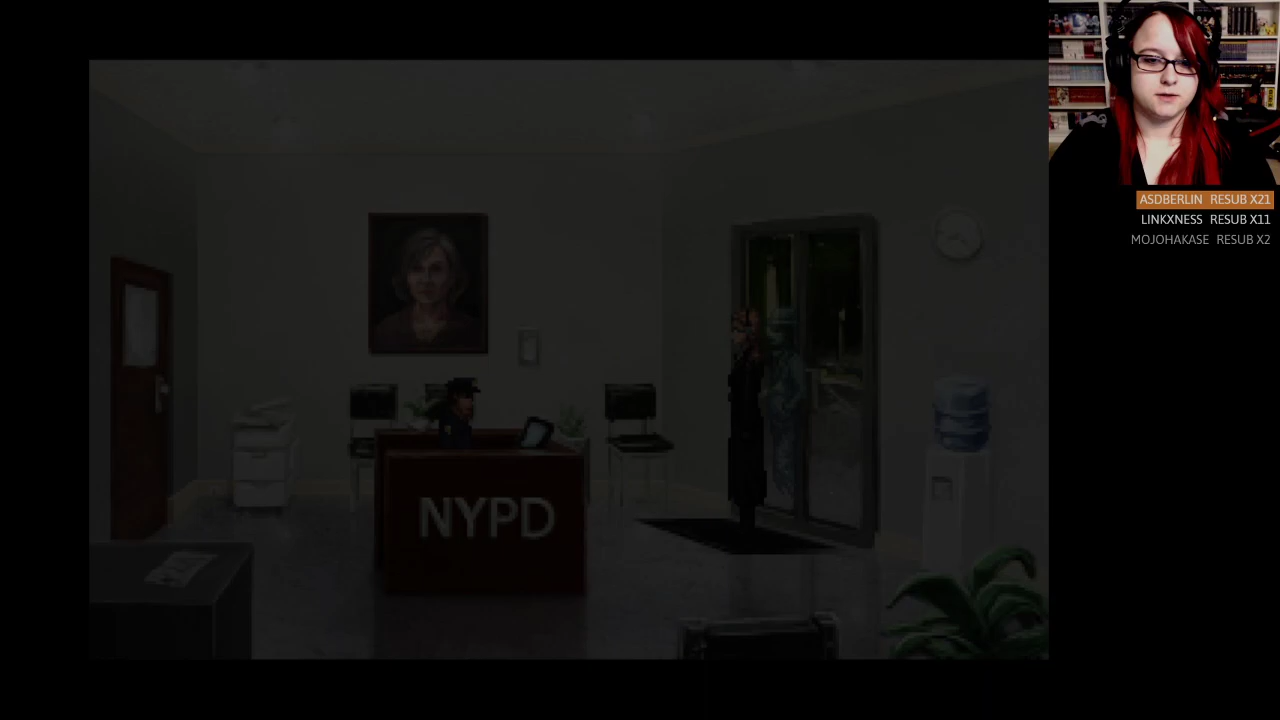 ASDBERLIN RESUB X21
LINKXNESS RESUB X11
MOJOHAKASE RESUB X2
NYPD